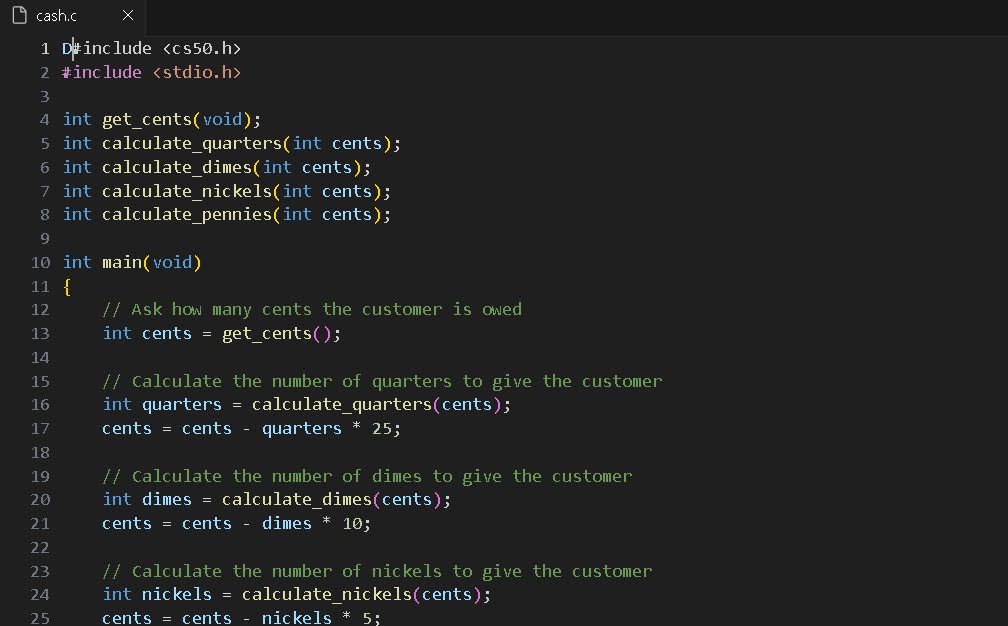 cash.c
1 D#include <cs50.h>
2 #include <stdio.h>
3
4 int get_cents(void);
5 int calculate_quarters(int cents);
6 int calculate_dimes(int cents);
7 int calculate_nickels(int cents);
8 int calculate_pennies(int cents);
9
10 int main(void)
11 {
12     // Ask how many cents the customer is owed
13     int cents = get_cents();
14
15     // Calculate the number of quarters to give the customer
16     int quarters = calculate_quarters(cents);
17     cents = cents - quarters * 25;
18
19     // Calculate the number of dimes to give the customer
20     int dimes = calculate_dimes(cents);
21     cents = cents - dimes * 10;
22
23     // Calculate the number of nickels to give the customer
24     int nickels = calculate_nickels(cents);
25     cents = cents - nickels * 5;